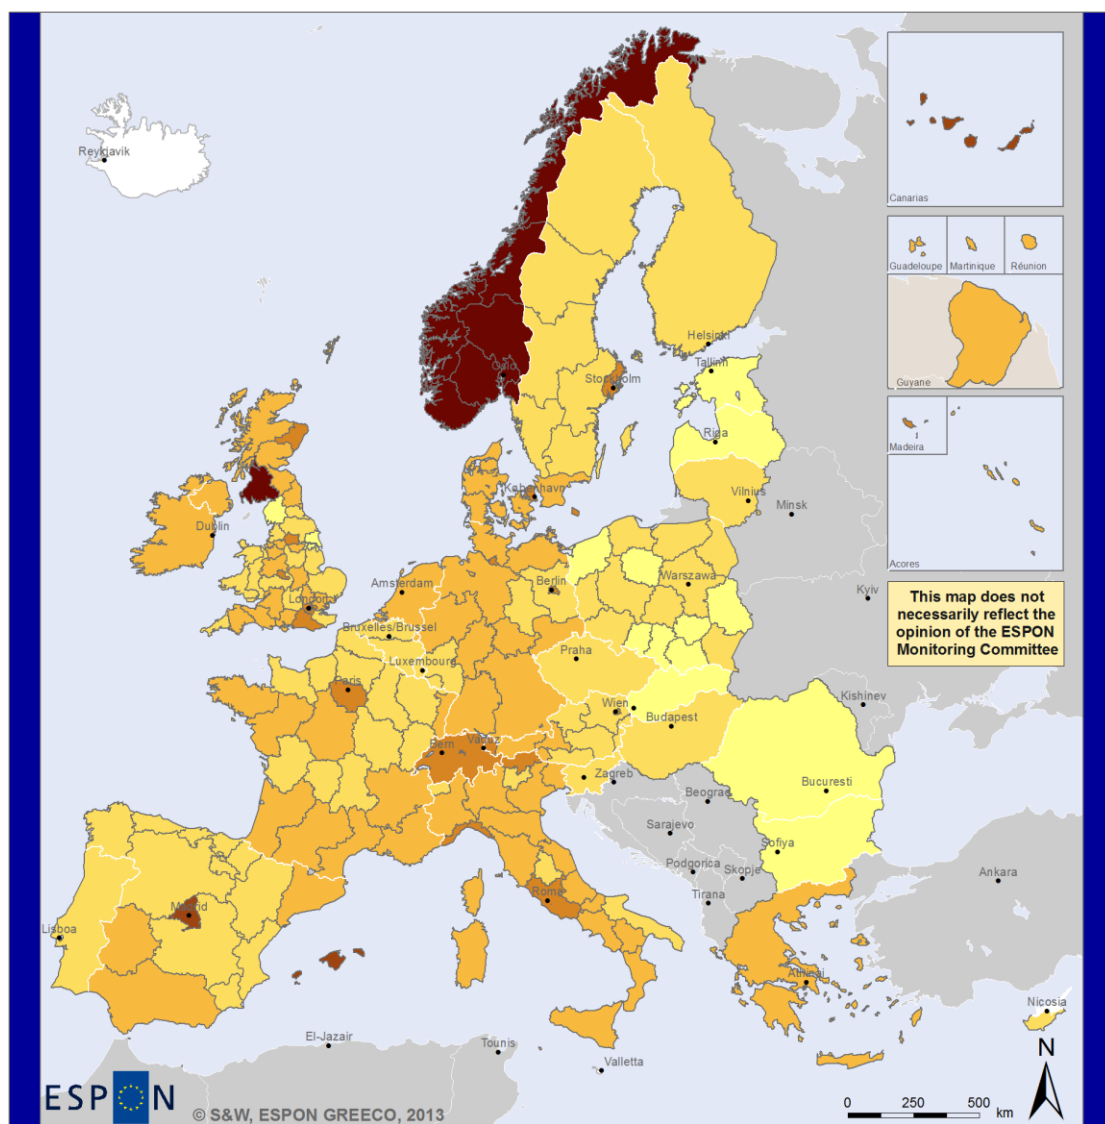 Reykjavik
Canarias
Guadeloupe
Martinique
Réunion
Guyane
Helsinki
Tallinn
Oslo
Stockholm
Madeira
Riga
Acores
København
Vilnius
Minsk
Dublin
Amsterdam
Berlin
Warszawa
Kyiv
London
This map does not
necessarily reflect the
opinion of the ESPON
Monitoring Committee
Bruxelles/Brussel
Praha
Luxembourg
Paris
Kishinev
Wien
Budapest
Bern
Vaduz
Zagreb
Beograd
Bucuresti
Sarajevo
Sofiya
Podgorica
Skopje
Ankara
Rome
Tirana
Madrid
Lisboa
Athinai
Nicosia
El-Jazair
Tounis
Valletta
N
ESPON
© S&W, ESPON GREECO, 2013
0 250 500
km